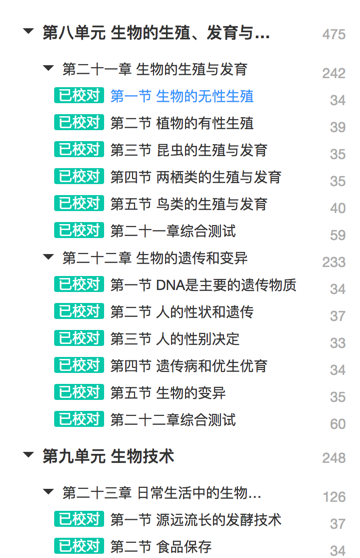 第八单元 生物的生殖、发育与... 475
第二十一章 生物的生殖与发育 242
已校对 第一节 生物的无性生殖 34
已校对 第二节 植物的有性生殖 39
已校对 第三节 昆虫的生殖与发育 35
已校对 第四节 两栖类的生殖与发育 35
已校对 第五节 鸟类的生殖与发育 40
已校对 第二十一章综合测试 59
第二十二章 生物的遗传和变异 233
已校对 第一节 DNA是主要的遗传物质 34
已校对 第二节 人的性状和遗传 37
已校对 第三节 人的性别决定 33
已校对 第四节 遗传病和优生优育 34
已校对 第五节 生物的变异 35
已校对 第二十二章综合测试 60
第九单元 生物技术 248
第二十三章 日常生活中的生物... 126
已校对 第一节 源远流长的发酵技术 37
已校对 第二节 食品保存 34